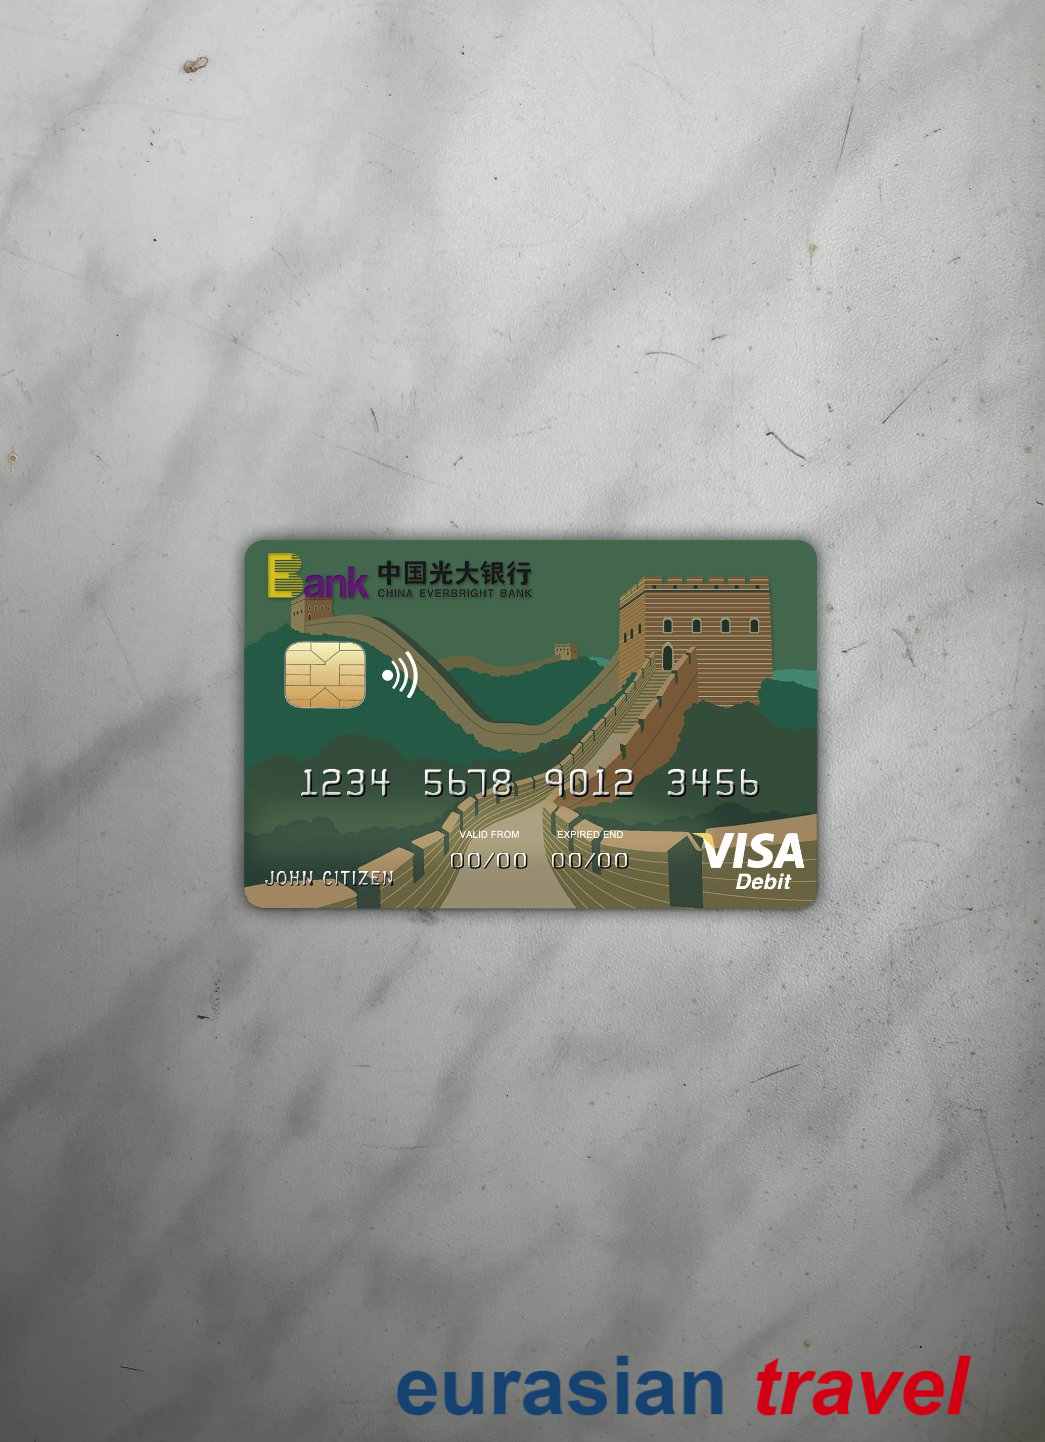 Bank 中国光大银行
CHINA EVERBRIGHT BANK
1234 5678 9012 3456
VALID FROM EXPIRED END
00/00 00/00
JOHN CITIZEN
VISA
Debit
eurasian travel